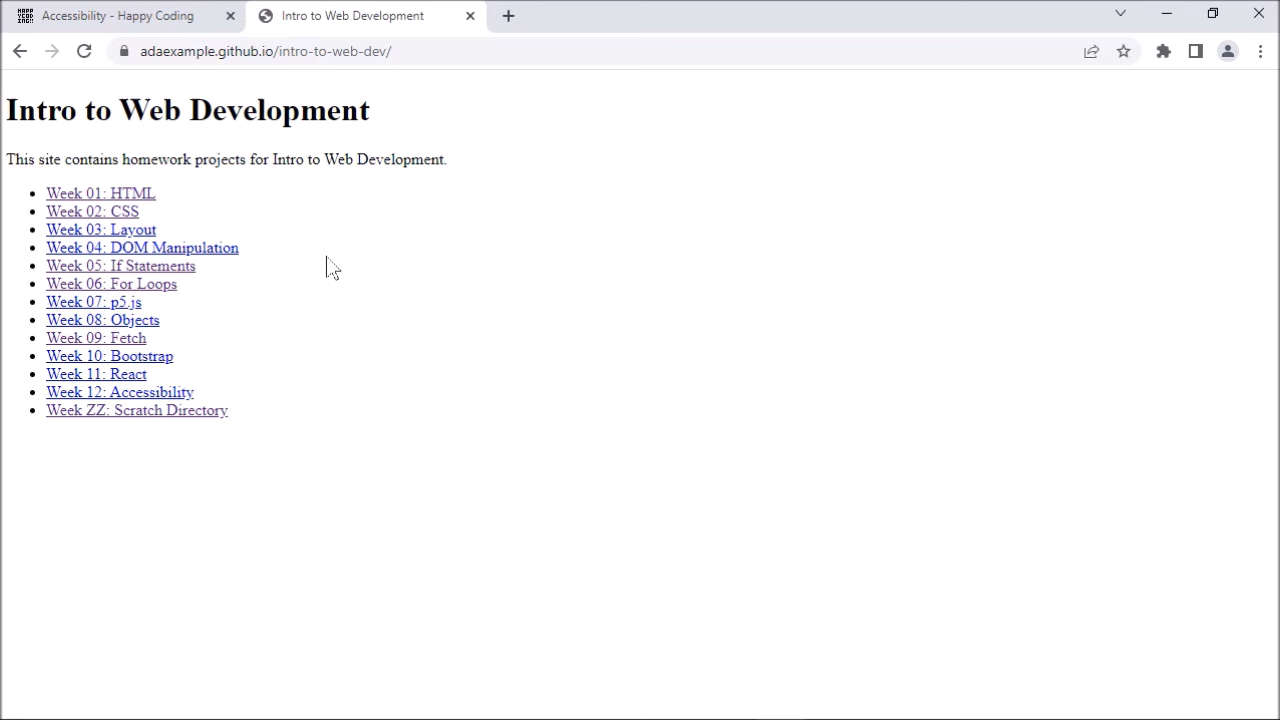 Accessibility - Happy Coding
Intro to Web Development
adaexample.github.io/intro-to-web-dev/
Intro to Web Development
This site contains homework projects for Intro to Web Development.
Week 01: HTML
Week 02: CSS
Week 03: Layout
Week 04: DOM Manipulation
Week 05: If Statements
Week 06: For Loops
Week 07: p5.js
Week 08: Objects
Week 09: Fetch
Week 10: Bootstrap
Week 11: React
Week 12: Accessibility
Week ZZ: Scratch Directory